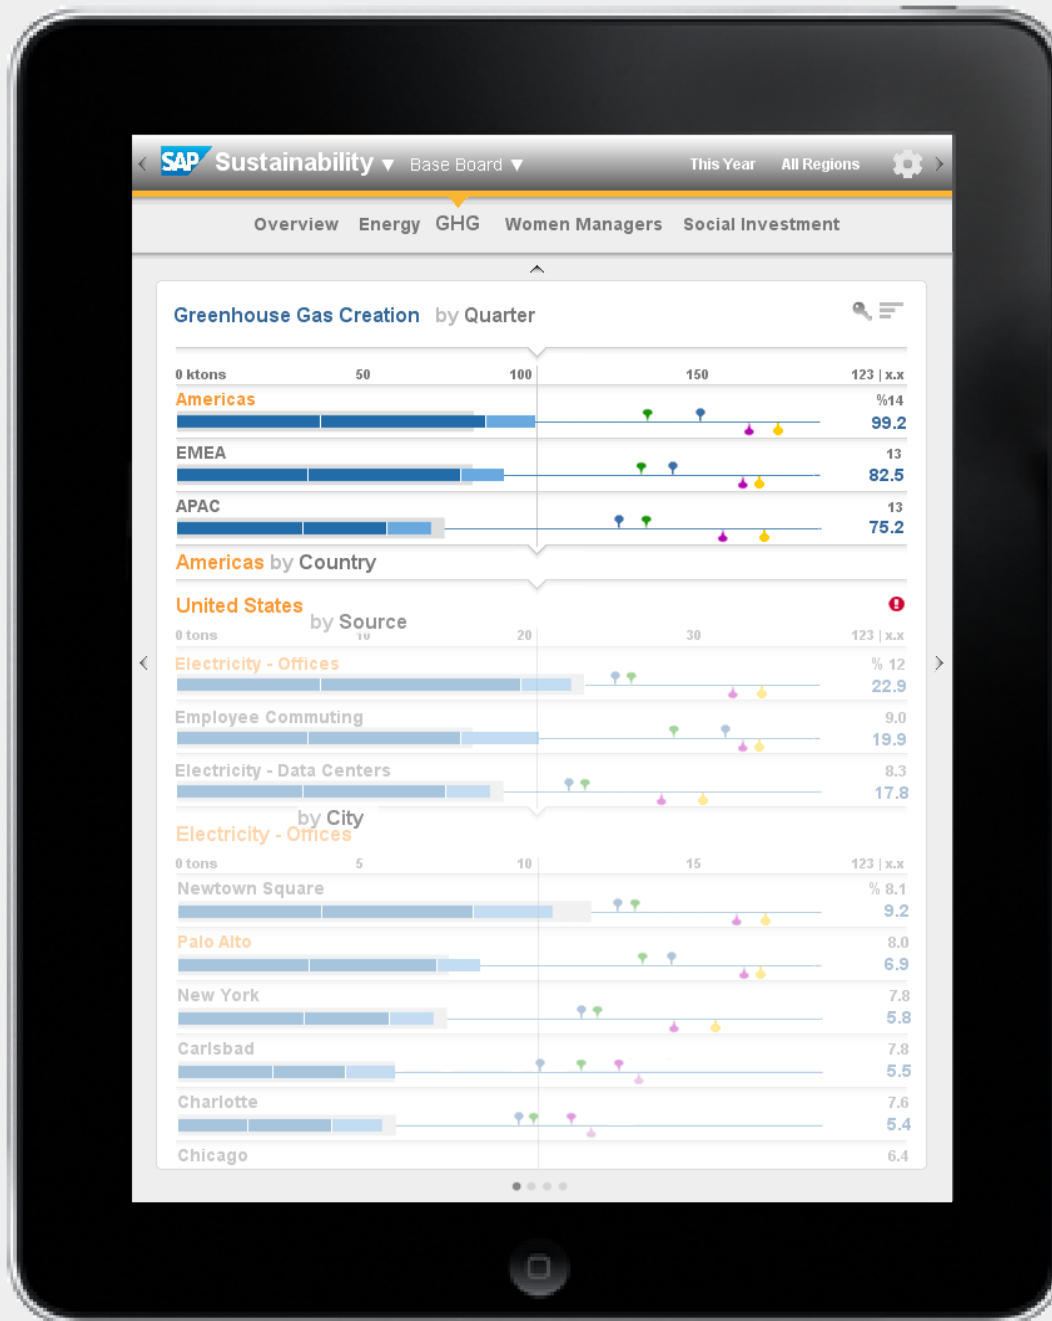 SAP Sustainability ▼ Base Board ▼ This Year All Regions
Overview Energy GHG Women Managers Social Investment
Greenhouse Gas Creation by Quarter
0 ktons 50 100 150 123 | x.x
Americas %14
99.2
EMEA 13
82.5
APAC 13
75.2
Americas by Country
United States
by Source
0 tons 10 20 30 123 | x.x
Electricity - Offices % 12
22.9
Employee Commuting 9.0
19.9
Electricity - Data Centers 8.3
17.8
by City
Electricity - Offices
0 tons 5 10 15 123 | x.x
Newtown Square % 8.1
9.2
Palo Alto 8.0
6.9
New York 7.8
5.8
Carlsbad 7.8
5.5
Charlotte 7.6
5.4
Chicago 6.4